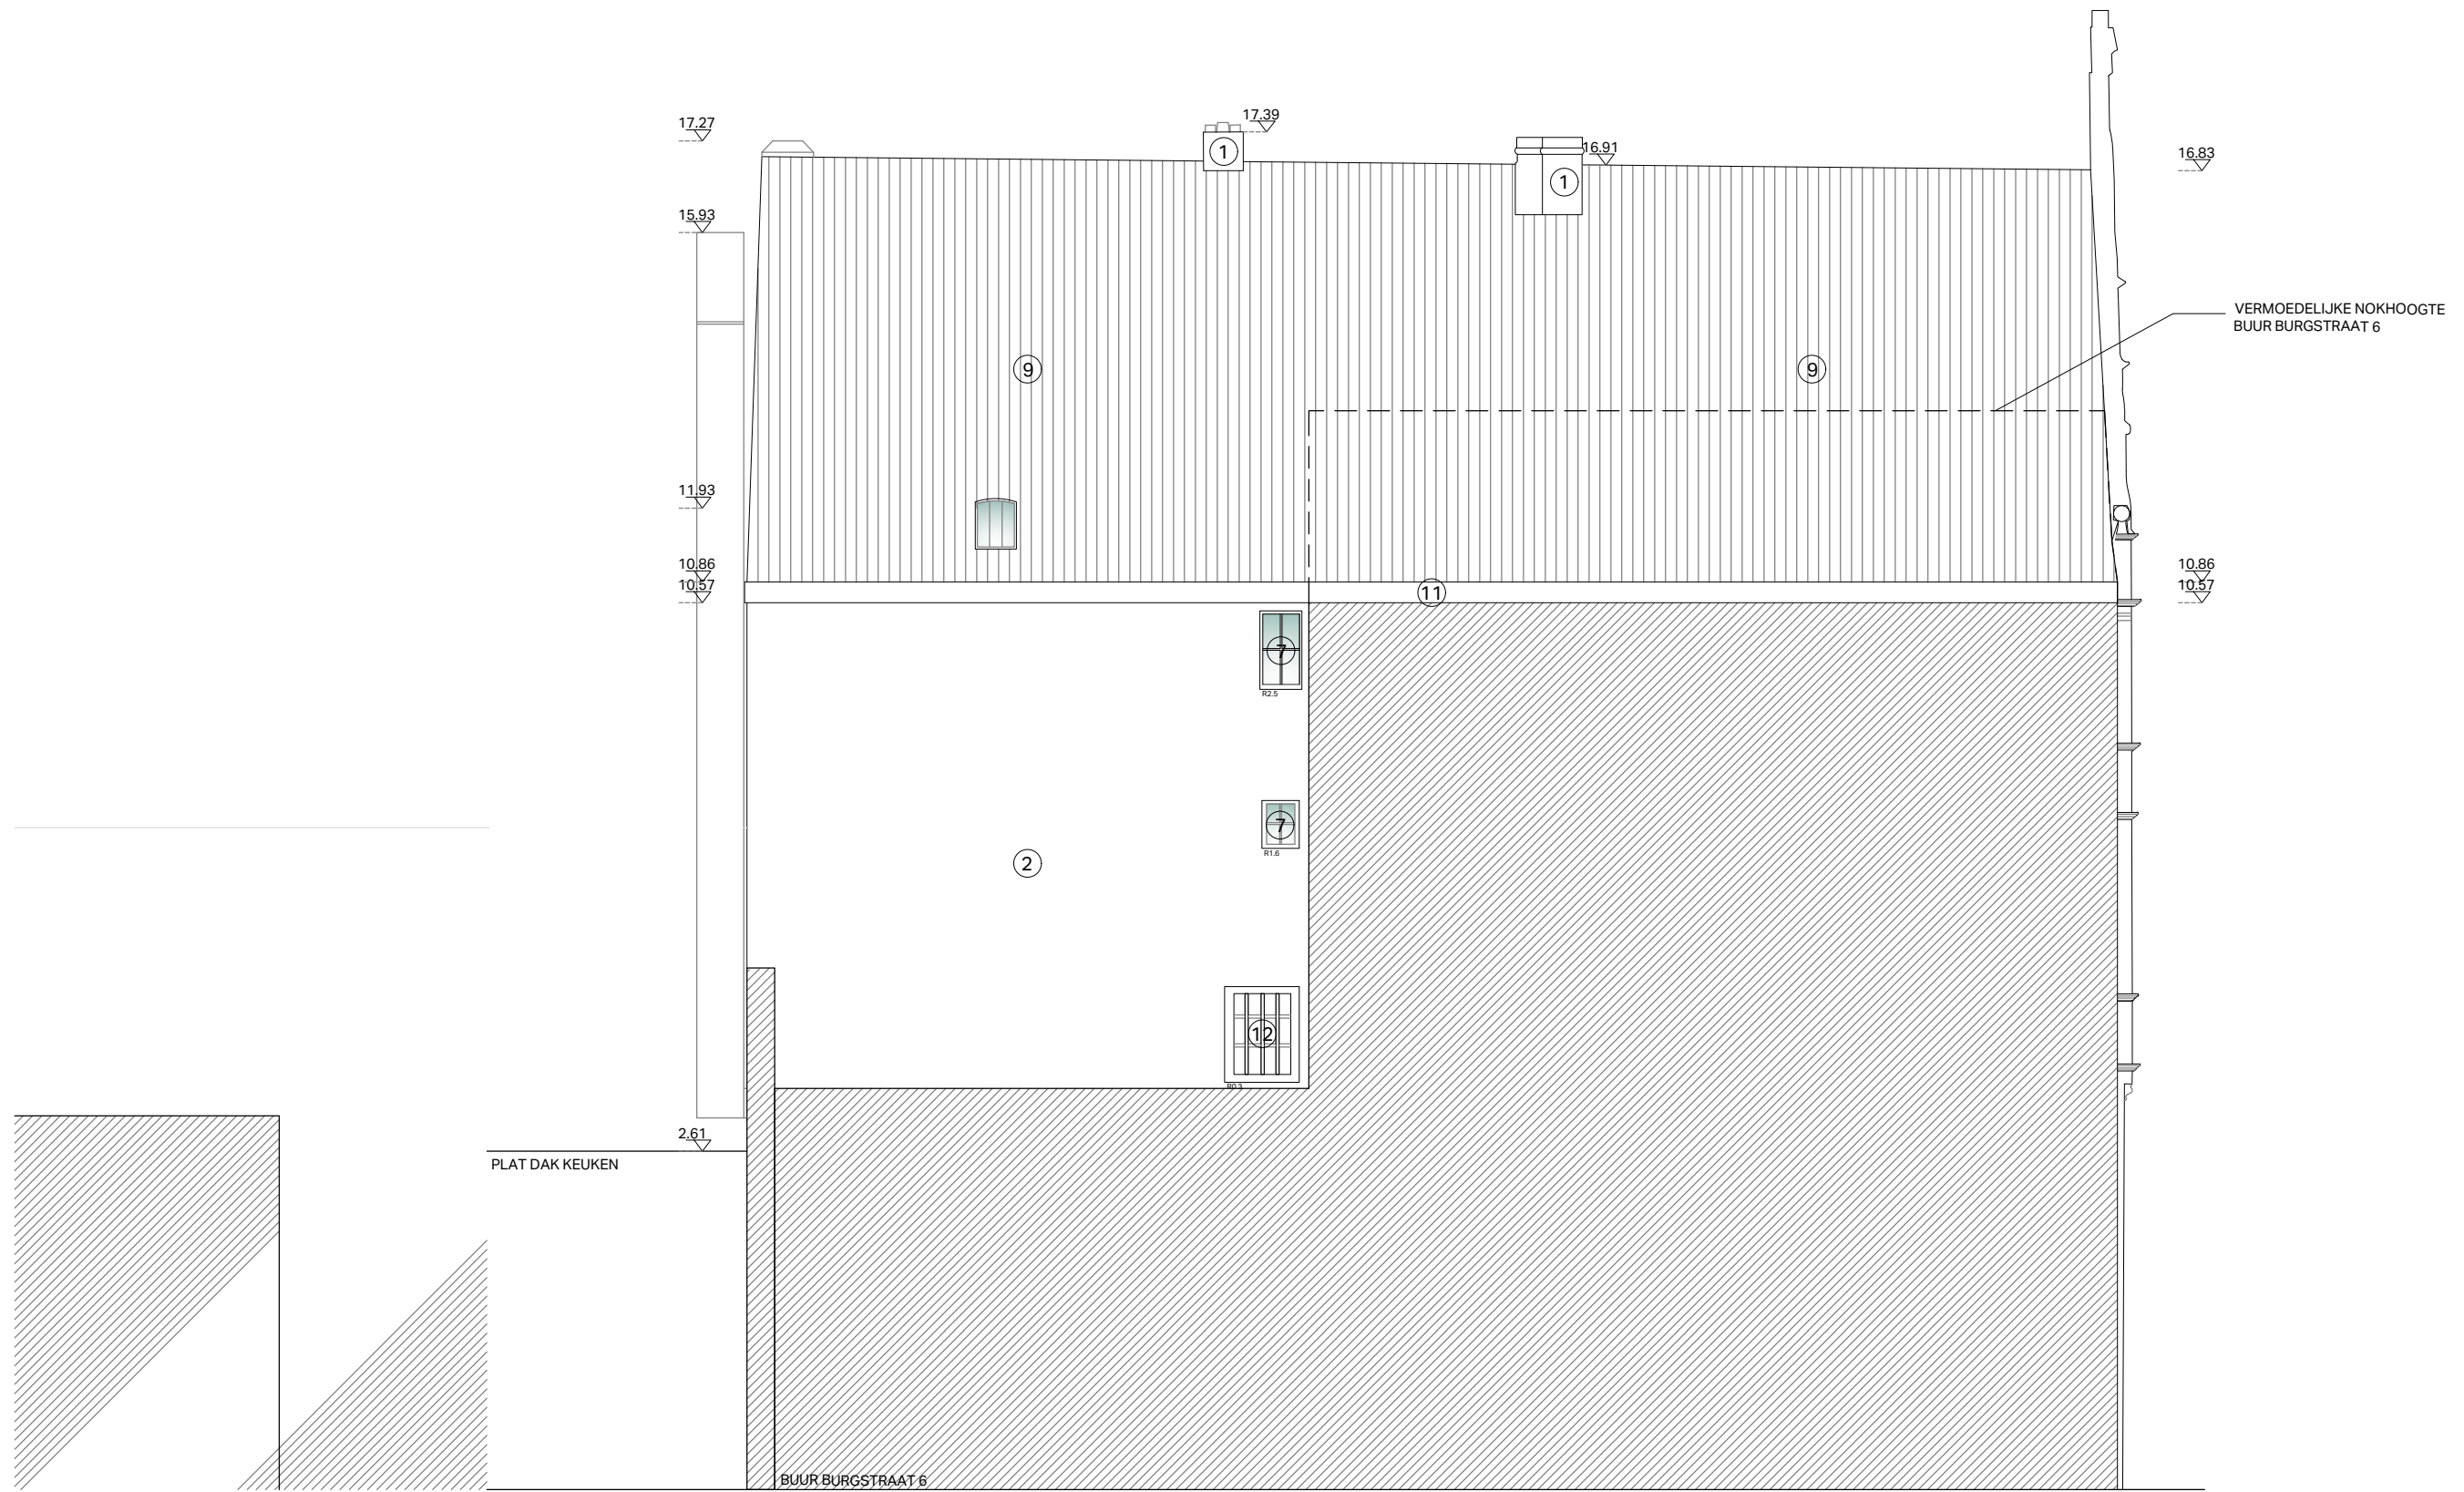 17.39
17.27
1
16.91
16.83
1
15.93
VERMOEDELIJKE NOKHOOGTE
BUUR BURGSTRAAT 6
9
9
11.93
10.86
10.86
10.57
10.57
11
7
R2.5
7
R1.6
2
12
R0.3
2.61
PLAT DAK KEUKEN
BUUR BURGSTRAAT 6